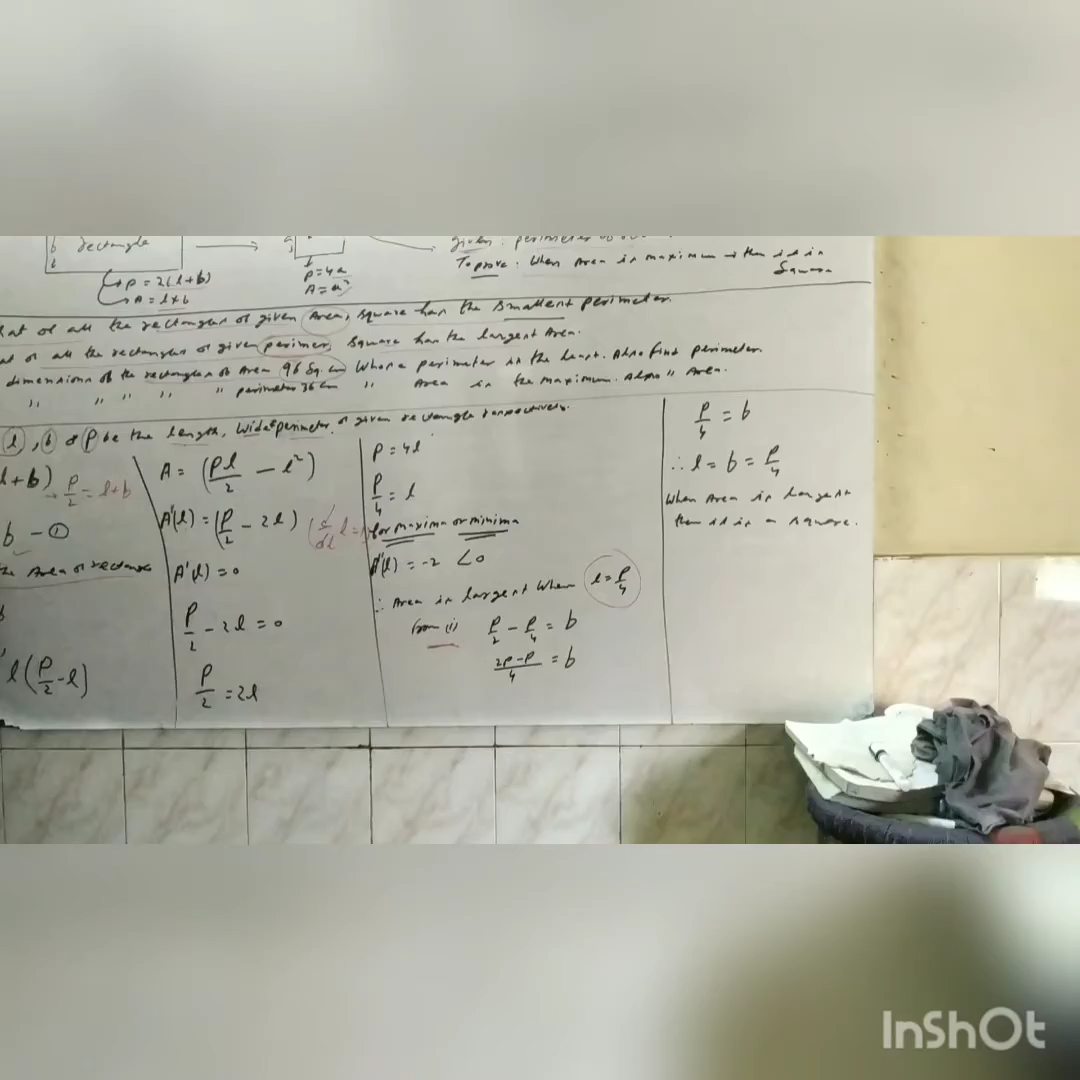 b
rectangle
b
P = 2(l+b)
A = l×b
a
P=4a
A=a²
given: perimeter
To prove: When Area is maximum then it is
Square
that of all the rectangles of given Area, square has the smallest perimeter.
at of all the rectangles of given perimer, Square has the largest Area.
dimensions of the rectangles of Area 96 Sq. cm Whose perimeter is the least. Also find perimeter.
" " " " " perimeter 36 cm " Area is the maximum. Also " Area.
l, b & P be the length, Wide & perimeter of given rectangle respectively.
l+b) → P/2 = l+b
b - ①
the Area of rectangle
b
l(P/2 - l)
A = (Pl/2 - l²)
A'(l) = (P/2 - 2l)
A'(l) = 0
P/2 - 2l = 0
P/2 = 2l
P = 4l
P/4 = l
for maxima or minima
A''(l) = -2 < 0
∴ Area is largest when l = P/4
from (i) P/2 - P/4 = b
2P-P/4 = b
P/4 = b
∴ l = b = P/4
When Area is largest
then it is a square.
InShOt